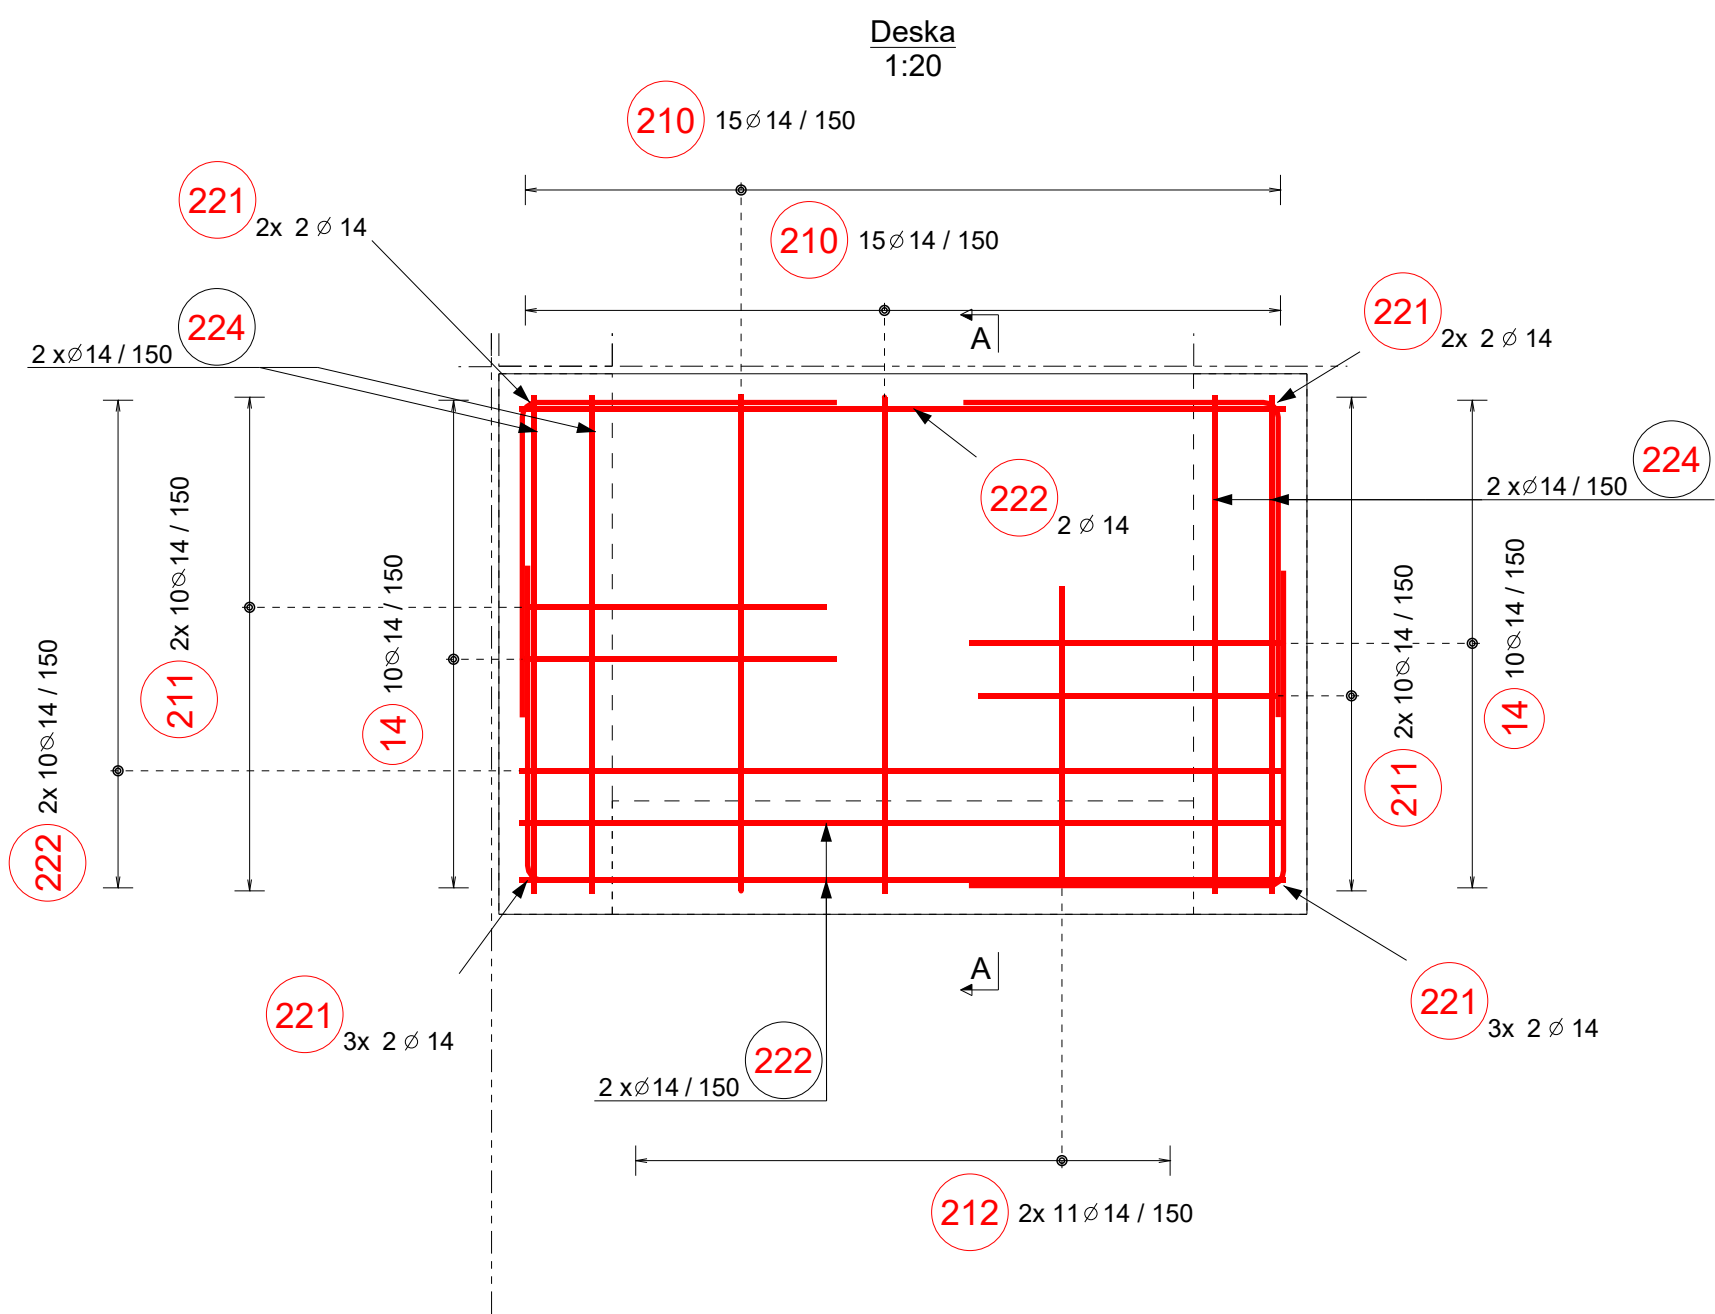 Deska
1:20
210 15⌀14 / 150
221 2x 2 ⌀ 14
210 15⌀14 / 150
224
2 x⌀14 / 150
221 2x 2 ⌀ 14
A
222 2 ⌀ 14
224
2 x⌀14 / 150
222 2x 10⌀14 / 150
211 2x 10⌀14 / 150
14 10⌀14 / 150
211 2x 10⌀14 / 150
14 10⌀14 / 150
A
221 3x 2 ⌀ 14
222
2 x⌀14 / 150
221 3x 2 ⌀ 14
212 2x 11⌀14 / 150